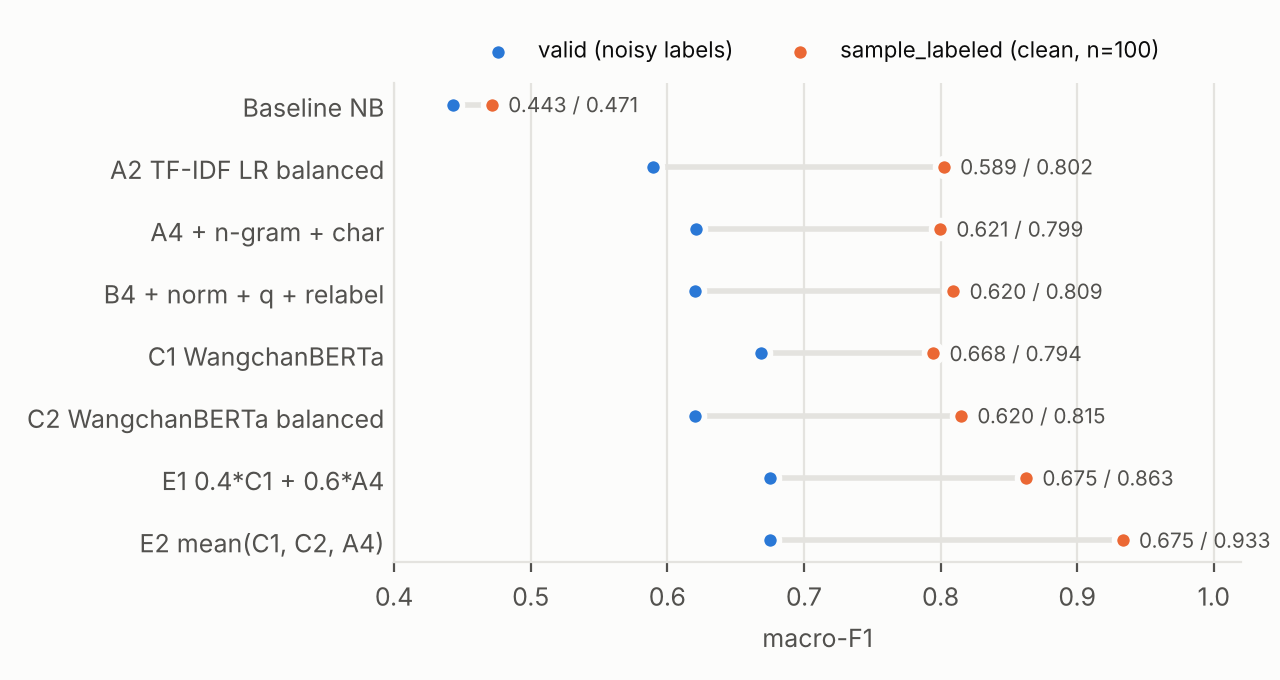 valid (noisy labels) sample_labeled (clean, n=100)
Baseline NB 0.443 / 0.471
A2 TF-IDF LR balanced 0.589 / 0.802
A4 + n-gram + char 0.621 / 0.799
B4 + norm + q + relabel 0.620 / 0.809
C1 WangchanBERTa 0.668 / 0.794
C2 WangchanBERTa balanced 0.620 / 0.815
E1 0.4*C1 + 0.6*A4 0.675 / 0.863
E2 mean(C1, C2, A4) 0.675 / 0.933
0.4 0.5 0.6 0.7 0.8 0.9 1.0
macro-F1